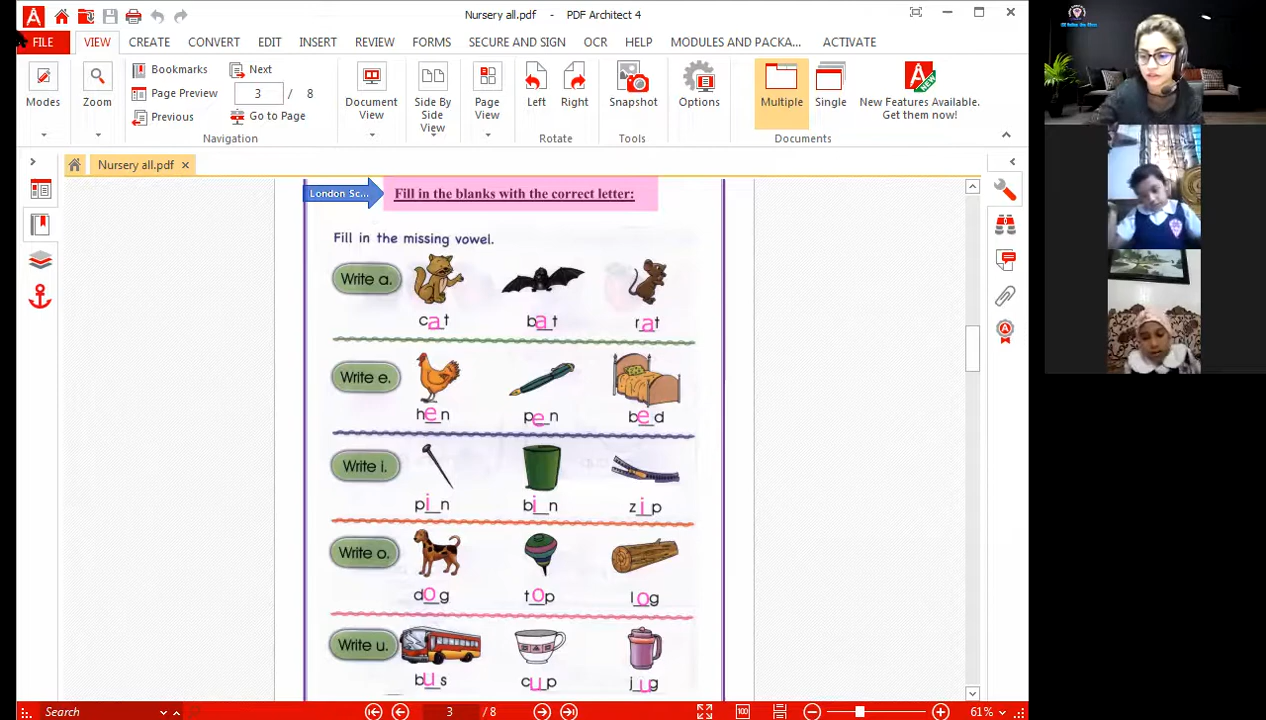 Nursery all.pdf - PDF Architect 4
FILE VIEW CREATE CONVERT EDIT INSERT REVIEW FORMS SECURE AND SIGN OCR HELP MODULES AND PACKA... ACTIVATE
Modes
Zoom
Bookmarks
Page Preview
Previous
Next
3 / 8
Go to Page
Navigation
Document View
Side By Side View
Page View
Left
Right
Rotate
Snapshot
Tools
Options
Multiple
Single
Documents
New Features Available.
Get them now!
Nursery all.pdf
London Sc...
Fill in the blanks with the correct letter:
Fill in the missing vowel.
Write a.
cat bat rat
Write e.
hen pen bed
Write i.
pin bin zip
Write o.
dog top log
Write u.
bus cup jug
Search
3 / 8
100
61%